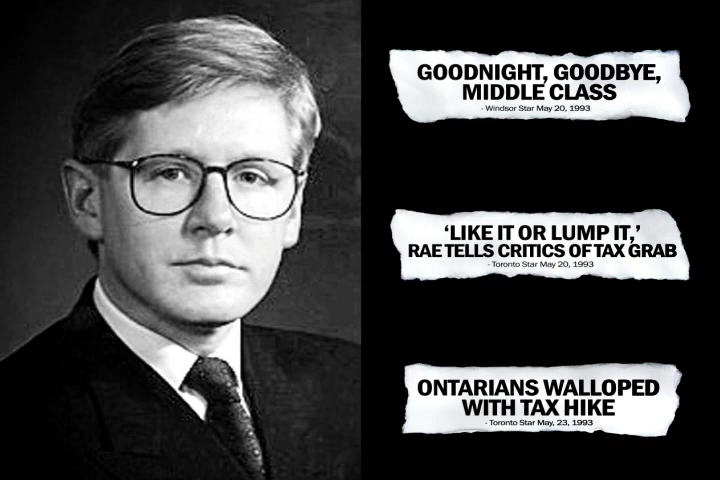 GOODNIGHT, GOODBYE,
MIDDLE CLASS
- Windsor Star May 20, 1993
‘LIKE IT OR LUMP IT,’
RAE TELLS CRITICS OF TAX GRAB
- Toronto Star May 20, 1993
ONTARIANS WALLOPED
WITH TAX HIKE
- Toronto Star May, 23, 1993